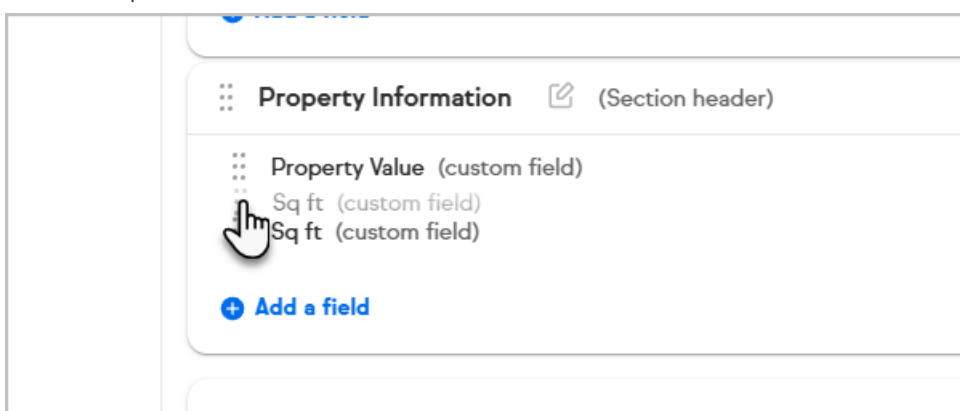 Property Information (Section header)
Property Value (custom field)
Sq ft (custom field)
Sq ft (custom field)
Add a field